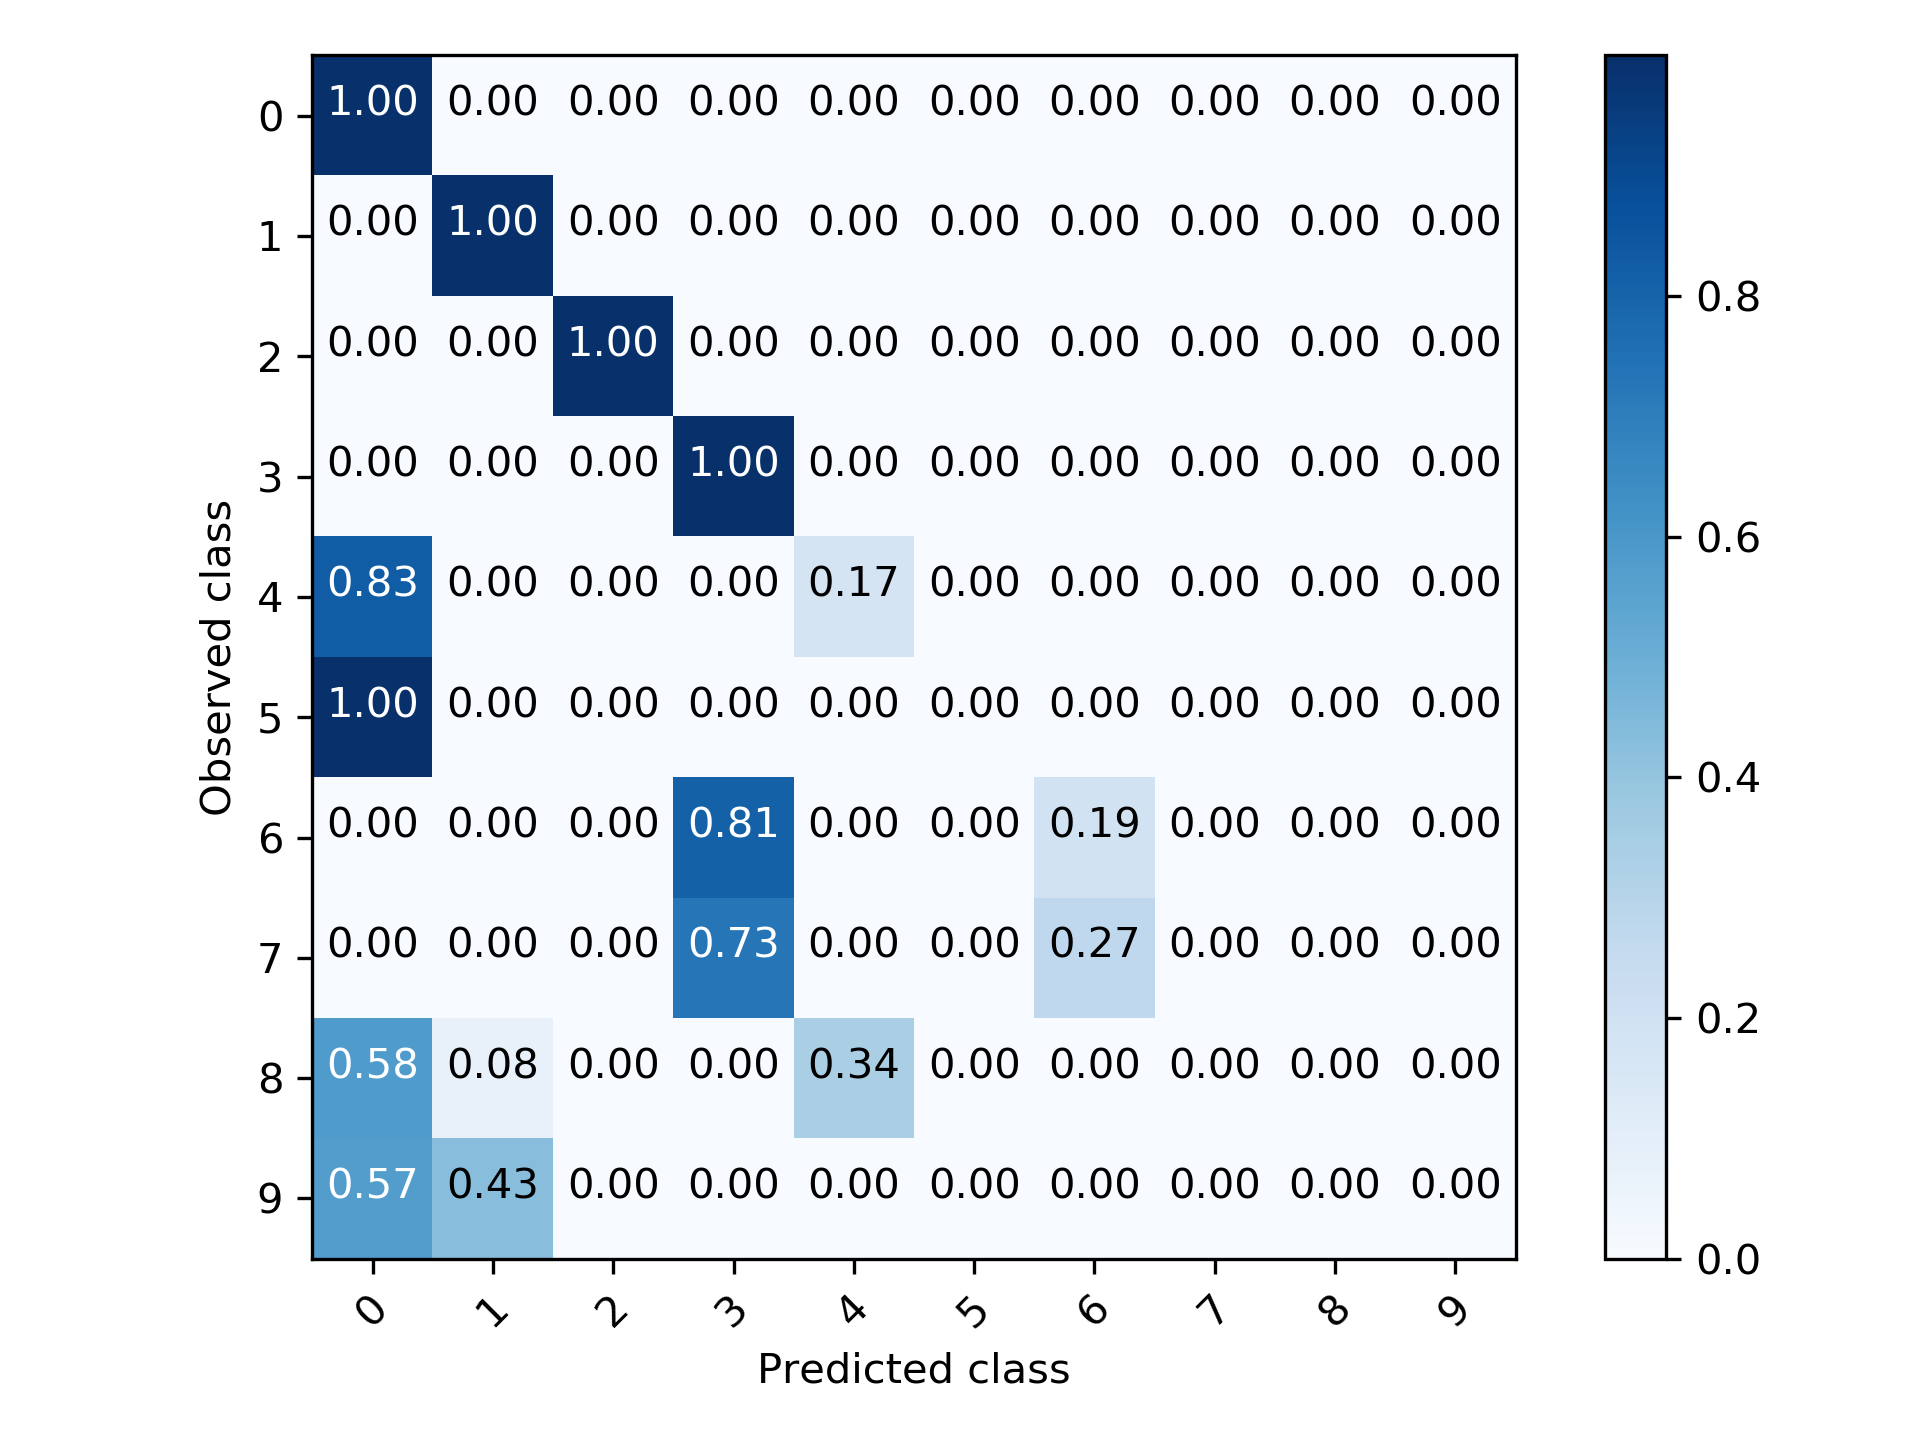 0 1.00 0.00 0.00 0.00 0.00 0.00 0.00 0.00 0.00 0.00
1 0.00 1.00 0.00 0.00 0.00 0.00 0.00 0.00 0.00 0.00
2 0.00 0.00 1.00 0.00 0.00 0.00 0.00 0.00 0.00 0.00
3 0.00 0.00 0.00 1.00 0.00 0.00 0.00 0.00 0.00 0.00
4 0.83 0.00 0.00 0.00 0.17 0.00 0.00 0.00 0.00 0.00
5 1.00 0.00 0.00 0.00 0.00 0.00 0.00 0.00 0.00 0.00
6 0.00 0.00 0.00 0.81 0.00 0.00 0.19 0.00 0.00 0.00
7 0.00 0.00 0.00 0.73 0.00 0.00 0.27 0.00 0.00 0.00
8 0.58 0.08 0.00 0.00 0.34 0.00 0.00 0.00 0.00 0.00
9 0.57 0.43 0.00 0.00 0.00 0.00 0.00 0.00 0.00 0.00
0 1 2 3 4 5 6 7 8 9
Predicted class
Observed class
0.8
0.6
0.4
0.2
0.0